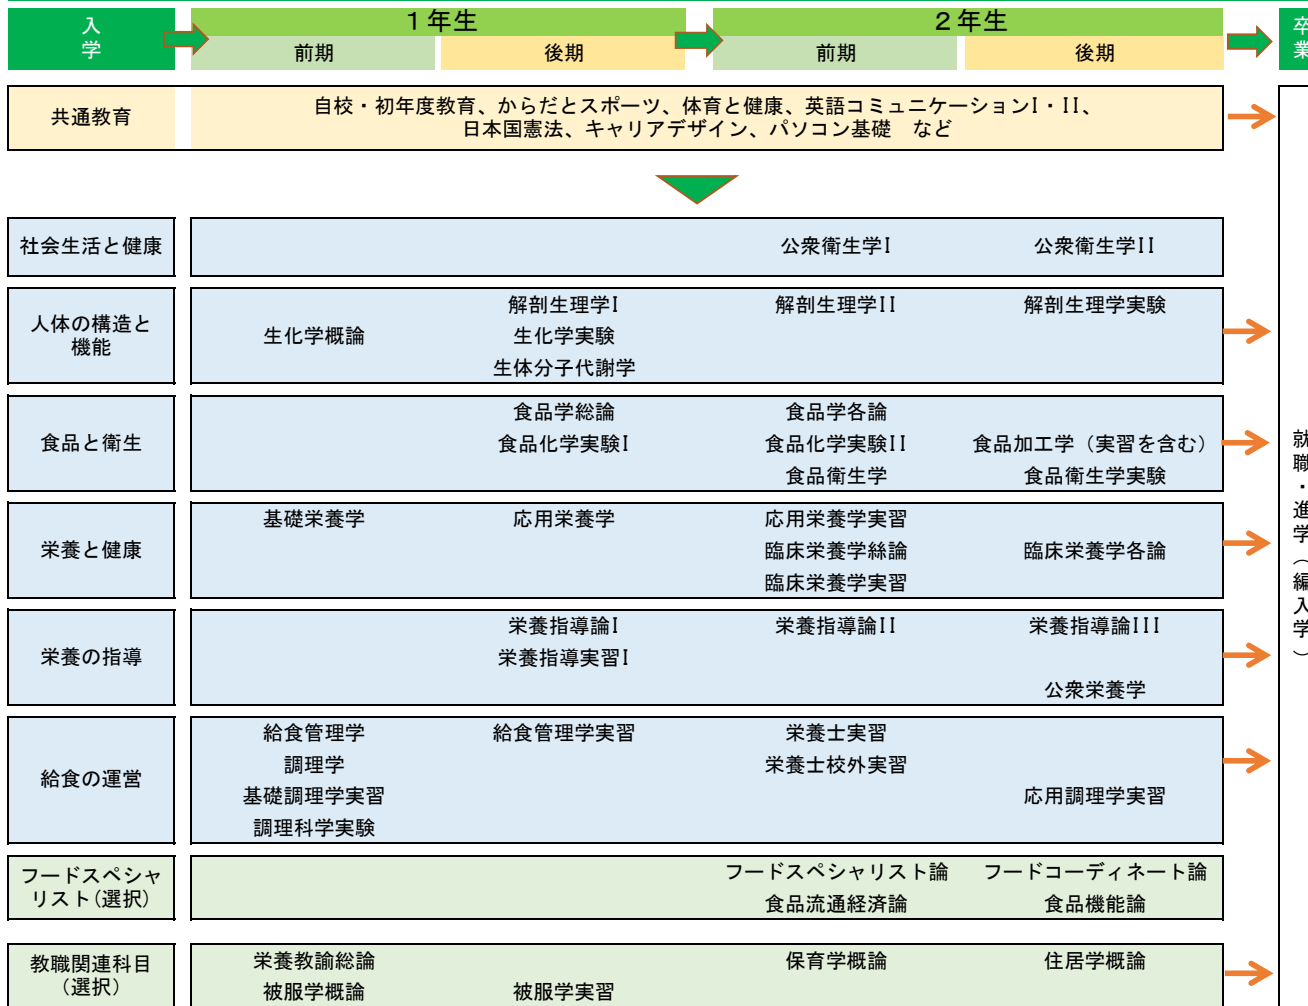 入
学
1年生
2年生
卒
業
前期
後期
前期
後期
共通教育
自校・初年度教育、からだとスポーツ、体育と健康、英語コミュニケーションI・II、
日本国憲法、キャリアデザイン、パソコン基礎　など
社会生活と健康
公衆衛生学I
公衆衛生学II
人体の構造と
機能
解剖生理学I
解剖生理学II
解剖生理学実験
生化学概論
生化学実験
生体分子代謝学
食品と衛生
食品学総論
食品学各論
食品化学実験I
食品化学実験II
食品加工学（実習を含む）
食品衛生学
食品衛生学実験
栄養と健康
基礎栄養学
応用栄養学
応用栄養学実習
臨床栄養学絲論
臨床栄養学各論
臨床栄養学実習
栄養の指導
栄養指導論I
栄養指導論II
栄養指導論III
栄養指導実習I
公衆栄養学
給食の運営
給食管理学
給食管理学実習
栄養士実習
調理学
栄養士校外実習
基礎調理学実習
応用調理学実習
調理科学実験
フードスペシャ
リスト(選択)
フードスペシャリスト論
フードコーディネート論
食品流通経済論
食品機能論
教職関連科目
（選択）
栄養教諭総論
保育学概論
住居学概論
被服学概論
被服学実習
就職・進学（編入学）